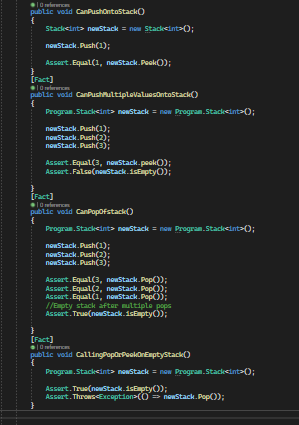 0 references
public void CanPushOntoStack()
{
Stack<int> newStack = new Stack<int>();
newStack.Push(1);
Assert.Equal(1, newStack.Peek());
}
[Fact]
0 references
public void CanPushMultipleValuesOntoStack()
{
Program.Stack<int> newStack = new Program.Stack<int>();
newStack.Push(1);
newStack.Push(2);
newStack.Push(3);
Assert.Equal(3, newStack.peek());
Assert.False(newStack.isEmpty());
}
[Fact]
0 references
public void CanPopOfstack()
{
Program.Stack<int> newStack = new Program.Stack<int>();
newStack.Push(1);
newStack.Push(2);
newStack.Push(3);
Assert.Equal(3, newStack.Pop());
Assert.Equal(2, newStack.Pop());
Assert.Equal(1, newStack.Pop());
//Empty stack after multiple pops
Assert.True(newStack.isEmpty());
}
[Fact]
0 references
public void CallingPopOrPeekOnEmptyStack()
{
Program.Stack<int> newStack = new Program.Stack<int>();
Assert.True(newStack.isEmpty());
Assert.Throws<Exception>(() => newStack.Pop());
}